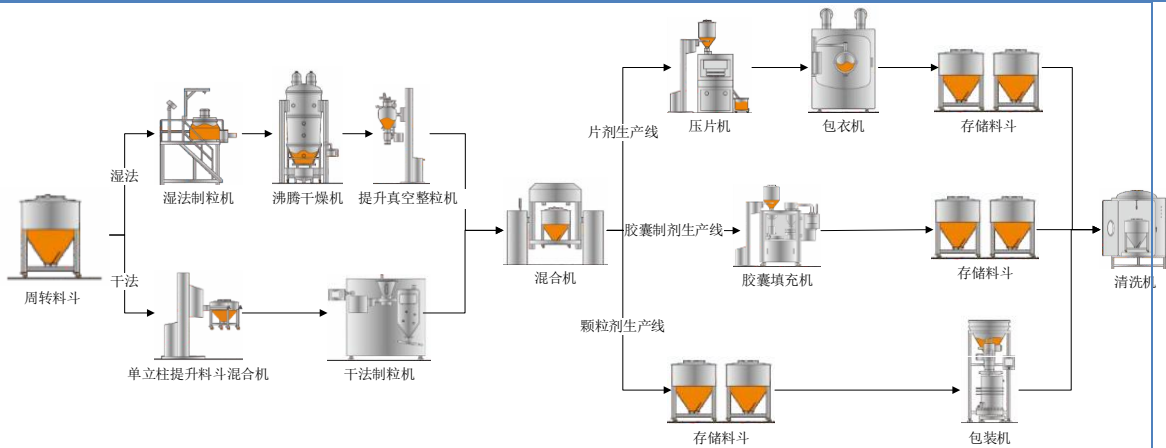 周转料斗
湿法
湿法制粒机
沸腾干燥机
提升真空整粒机
干法
单立柱提升料斗混合机
干法制粒机
混合机
片剂生产线
压片机
包衣机
存储料斗
胶囊制剂生产线
胶囊填充机
存储料斗
颗粒剂生产线
存储料斗
包装机
清洗机